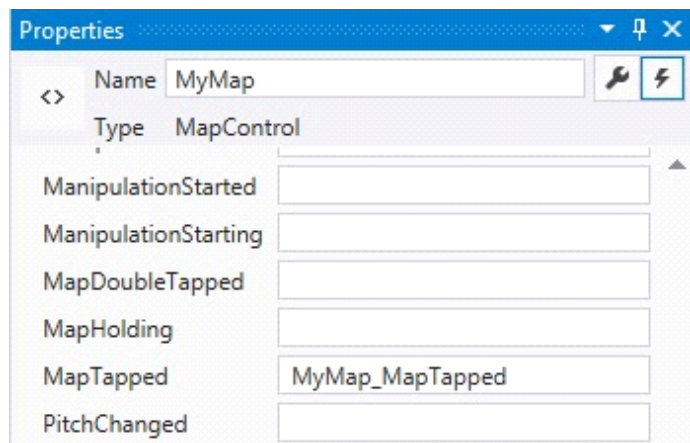 Properties
Name MyMap
Type MapControl
ManipulationStarted
ManipulationStarting
MapDoubleTapped
MapHolding
MapTapped MyMap_MapTapped
PitchChanged